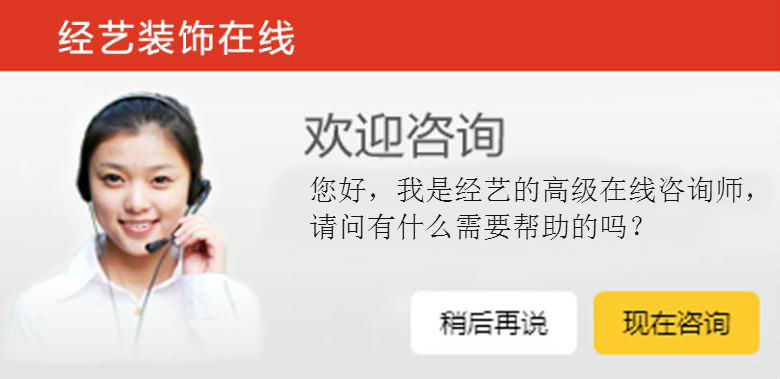 经艺装饰在线
欢迎咨询
您好，我是经艺的高级在线咨询师，
请问有什么需要帮助的吗？
稍后再说
现在咨询